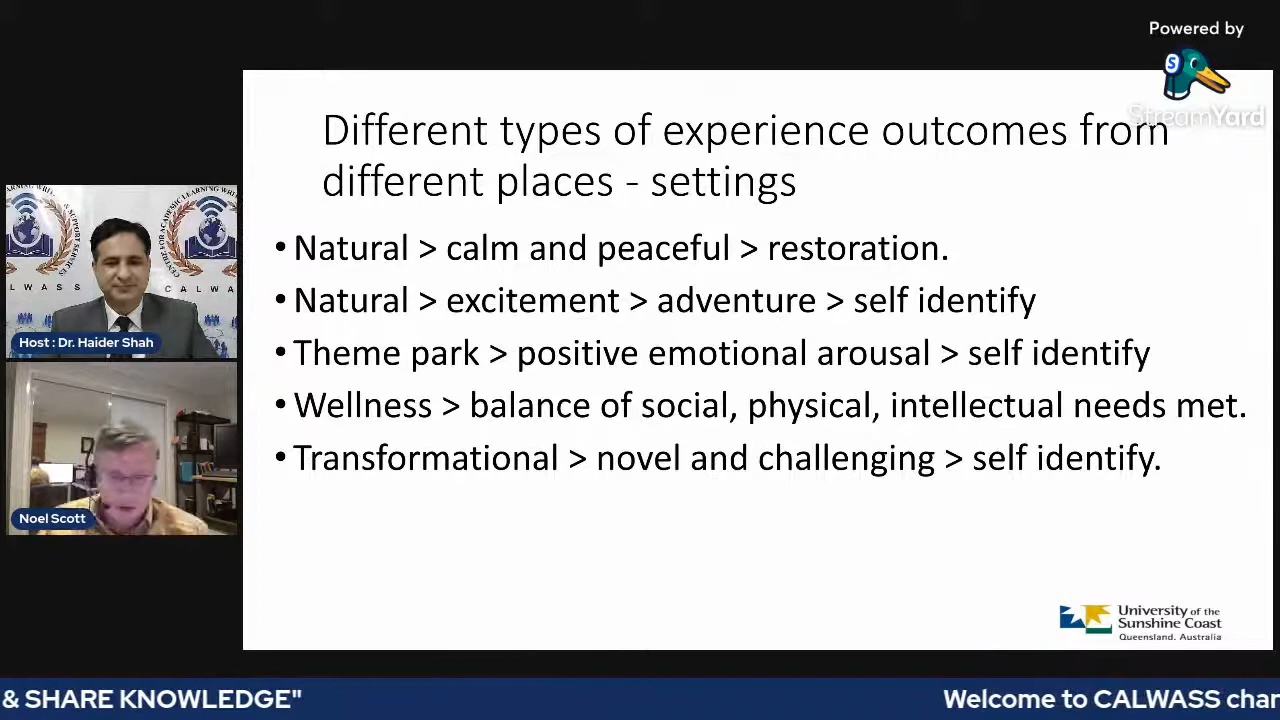 Powered by
StreamYard
Different types of experience outcomes from
different places - settings
• Natural > calm and peaceful > restoration.
• Natural > excitement > adventure > self identify
• Theme park > positive emotional arousal > self identify
• Wellness > balance of social, physical, intellectual needs met.
• Transformational > novel and challenging > self identify.
CALWASS
CALWA
Host : Dr. Haider Shah
Noel Scott
University of the
Sunshine Coast
Queensland, Australia
& SHARE KNOWLEDGE"
Welcome to CALWASS chan